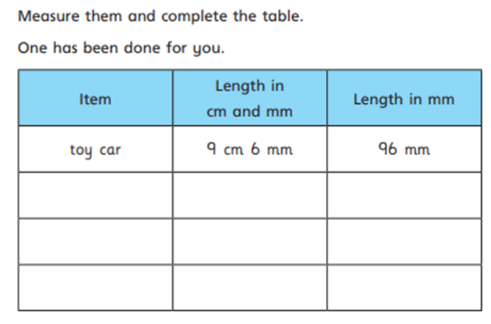 Measure them and complete the table.
One has been done for you.
Item
Length in
cm and mm
Length in mm
toy car
9 cm 6 mm
96 mm